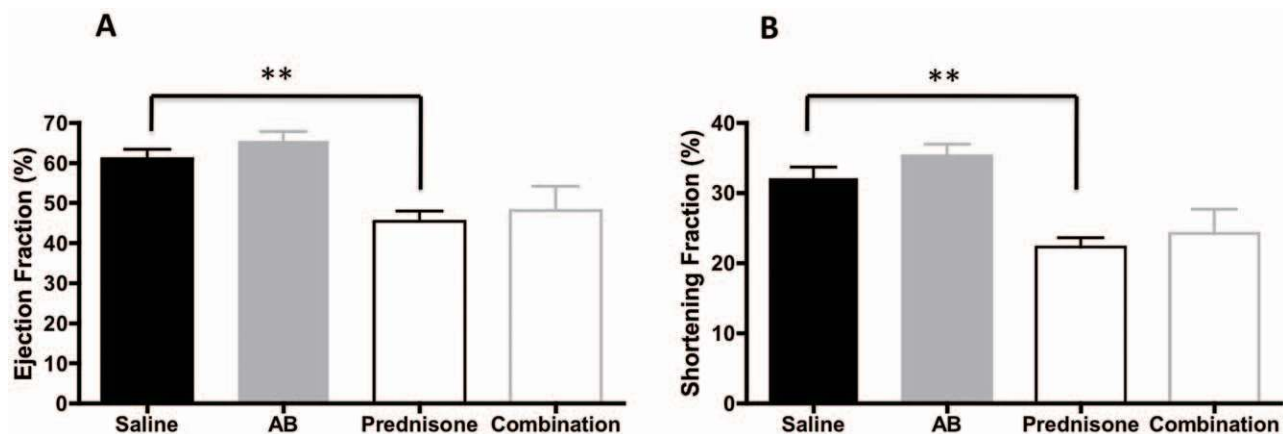 A
**
Ejection Fraction (%)
70
60
50
40
30
20
10
0
Saline AB Prednisone Combination
B
**
Shortening Fraction (%)
40
30
20
10
0
Saline AB Prednisone Combination